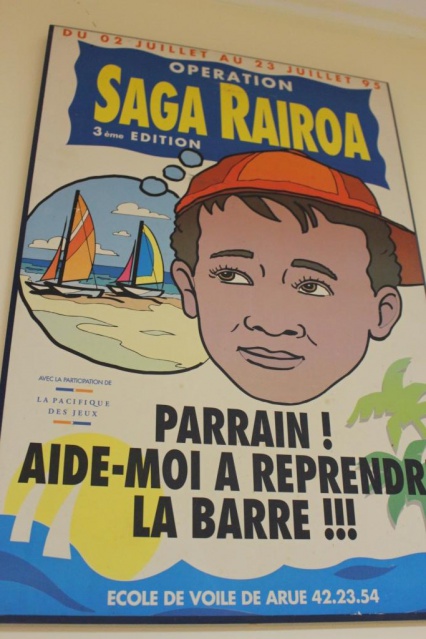 DU 02 JUILLET AU 23 JUILLET 95
OPERATION
SAGA RAIROA
3ème EDITION
AVEC LA PARTICIPATION DE
LA PACIFIQUE
DES JEUX
PARRAIN !
AIDE-MOI A REPRENDR
LA BARRE !!!
ECOLE DE VOILE DE ARUE 42.23.54